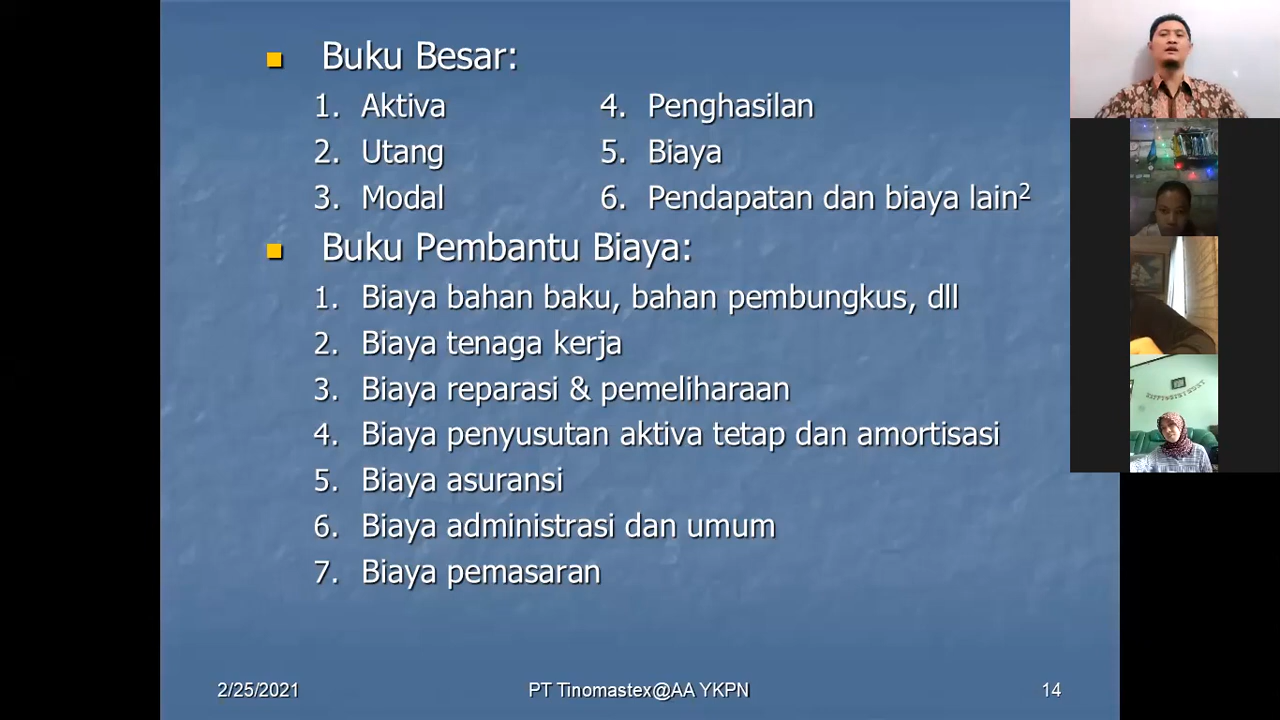 Buku Besar:
1. Aktiva
2. Utang
3. Modal
4. Penghasilan
5. Biaya
6. Pendapatan dan biaya lain²
Buku Pembantu Biaya:
1. Biaya bahan baku, bahan pembungkus, dll
2. Biaya tenaga kerja
3. Biaya reparasi & pemeliharaan
4. Biaya penyusutan aktiva tetap dan amortisasi
5. Biaya asuransi
6. Biaya administrasi dan umum
7. Biaya pemasaran
2/25/2021
PT Tinomastex@AA YKPN
14